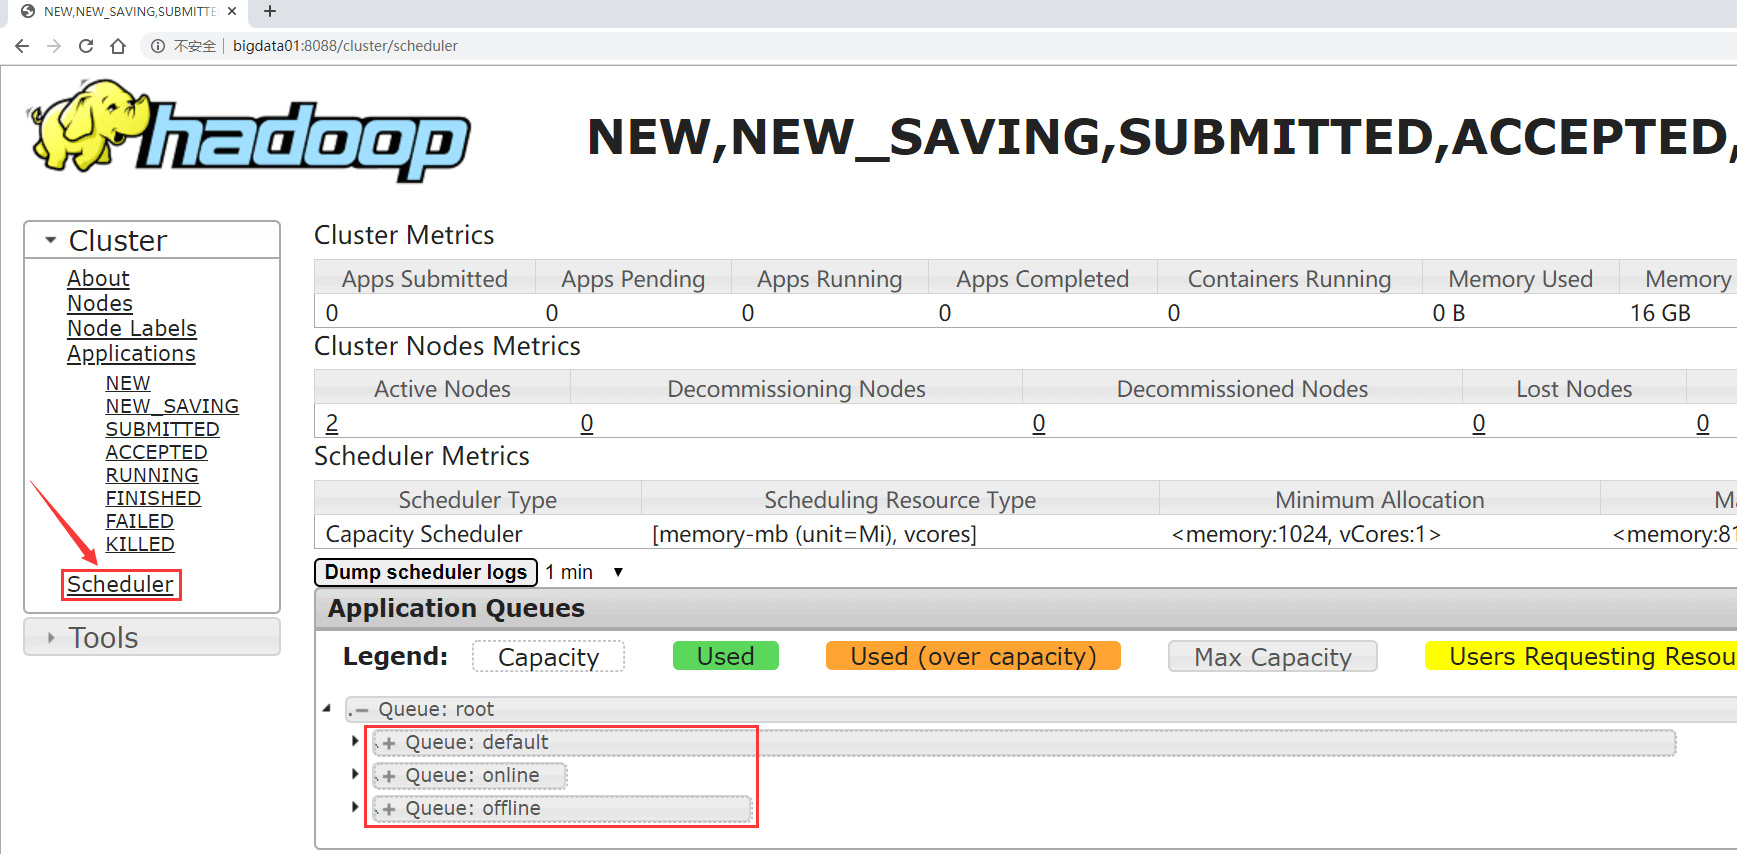 NEW,NEW_SAVING,SUBMITTE
不安全 bigdata01:8088/cluster/scheduler
hadoop
NEW,NEW_SAVING,SUBMITTED,ACCEPTED,
Cluster
About
Nodes
Node Labels
Applications
NEW
NEW_SAVING
SUBMITTED
ACCEPTED
RUNNING
FINISHED
FAILED
KILLED
Scheduler
Tools
Cluster Metrics
Apps Submitted Apps Pending Apps Running Apps Completed Containers Running Memory Used Memory
0 0 0 0 0 0 B 16 GB
Cluster Nodes Metrics
Active Nodes Decommissioning Nodes Decommissioned Nodes Lost Nodes
2 0 0 0 0
Scheduler Metrics
Scheduler Type Scheduling Resource Type Minimum Allocation
Capacity Scheduler [memory-mb (unit=Mi), vcores] <memory:1024, vCores:1> <memory:81
Dump scheduler logs 1 min
Application Queues
Legend: Capacity Used Used (over capacity) Max Capacity Users Requesting Resou
Queue: root
Queue: default
Queue: online
Queue: offline